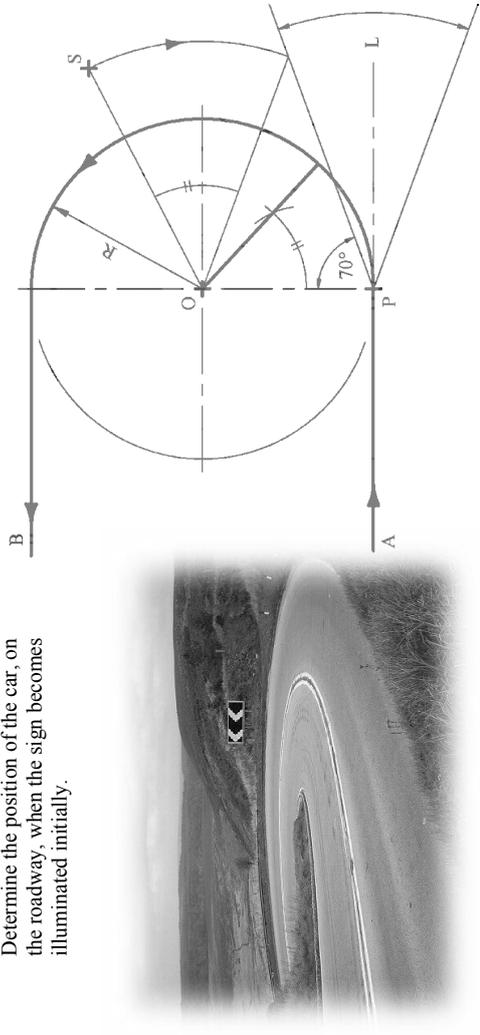 Determine the position of the car, on
the roadway, when the sign becomes
illuminated initially.
B
A
R
O
S
70°
P
L